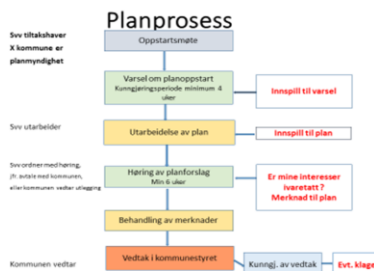 Planprosess
Svv tiltakshaver
X kommune er
planmyndighet
Oppstartsmøte
Varsel om planoppstart
Kunngjøringsperiode minimum 4
uker
Innspill til varsel
Svv utarbeider
Utarbeidelse av plan
Innspill til plan
Svv ordner med høring,
jfr. avtale med kommunen,
eller kommunen vedtar utlegging
Høring av planforslag
Min 6 uker
Er mine interesser
ivaretatt?
Merknad til plan
Behandling av merknader
Kommunen vedtar
Vedtak i kommunestyret
Kunngj. av vedtak
Evt. klage